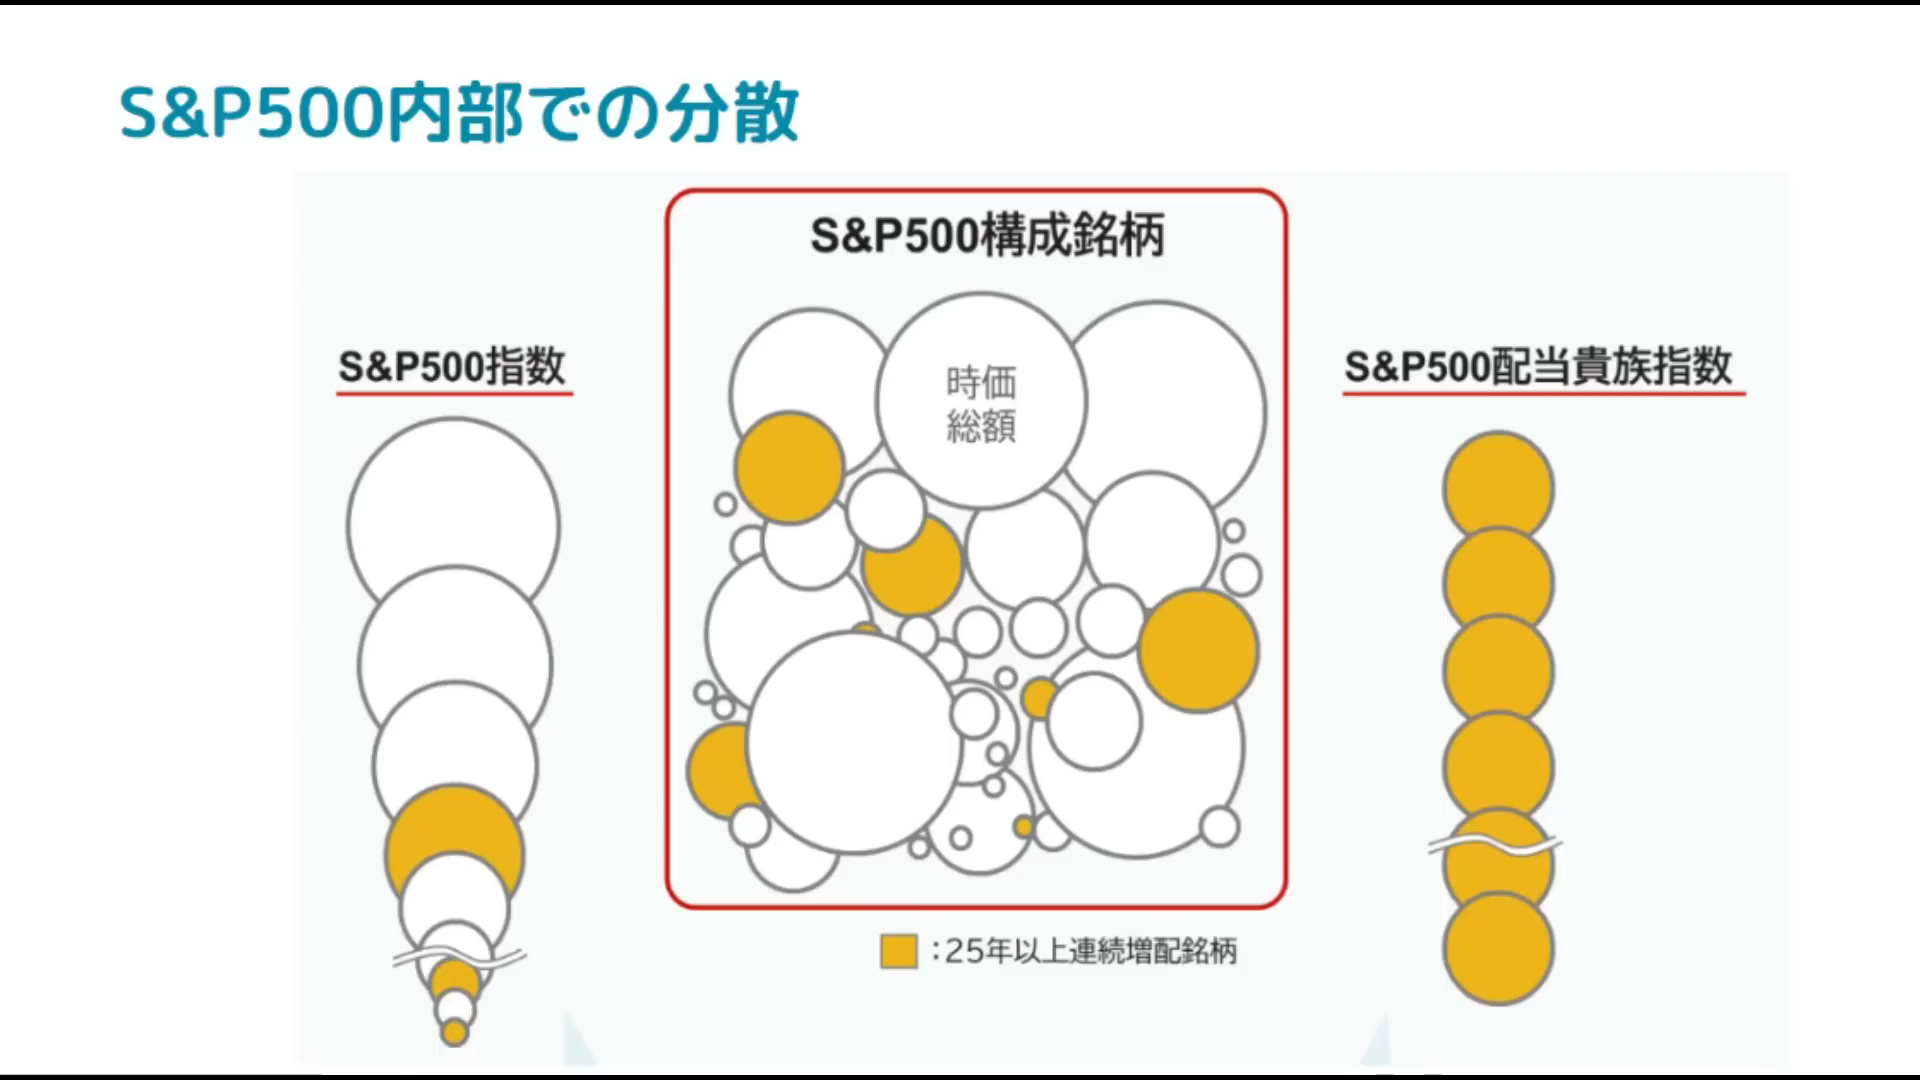 S&P500内部での分散
S&P500構成銘柄
時価
総額
S&P500指数
S&P500配当貴族指数
：25年以上連続増配銘柄